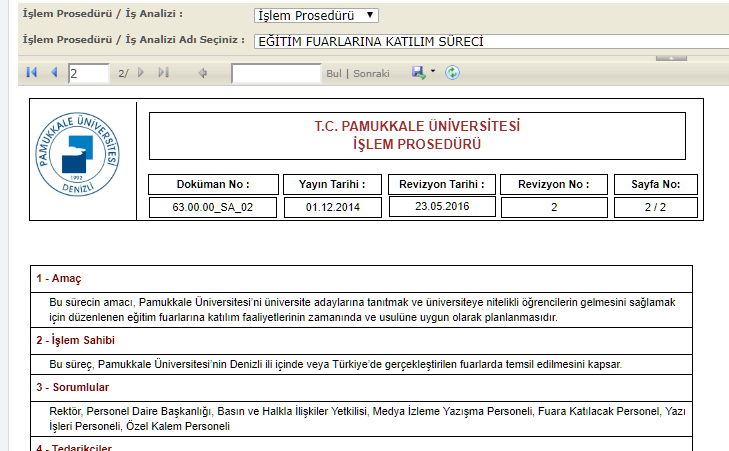 İşlem Prosedürü / İş Analizi :
İşlem Prosedürü
İşlem Prosedürü / İş Analizi Adı Seçiniz :
EĞİTİM FUARLARINA KATILIM SÜRECİ
2
2/
Bul | Sonraki
PAMUKKALE ÜNİVERSİTESİ
1992
DENİZLİ
T.C. PAMUKKALE ÜNİVERSİTESİ
İŞLEM PROSEDÜRÜ
Doküman No : Yayın Tarihi : Revizyon Tarihi : Revizyon No : Sayfa No:
63.00.00_SA_02 01.12.2014 23.05.2016 2 2 / 2
1 - Amaç
Bu sürecin amacı, Pamukkale Üniversitesi’ni üniversite adaylarına tanıtmak ve üniversiteye nitelikli öğrencilerin gelmesini sağlamak
için düzenlenen eğitim fuarlarına katılım faaliyetlerinin zamanında ve usulüne uygun olarak planlanmasıdır.
2 - İşlem Sahibi
Bu süreç, Pamukkale Üniversitesi’nin Denizli ili içinde veya Türkiye’de gerçekleştirilen fuarlarda temsil edilmesini kapsar.
3 - Sorumlular
Rektör, Personel Daire Başkanlığı, Basın ve Halkla İlişkiler Yetkilisi, Medya İzleme Yazışma Personeli, Fuara Katılacak Personel, Yazı
İşleri Personeli, Özel Kalem Personeli
4 - Tedarikçiler